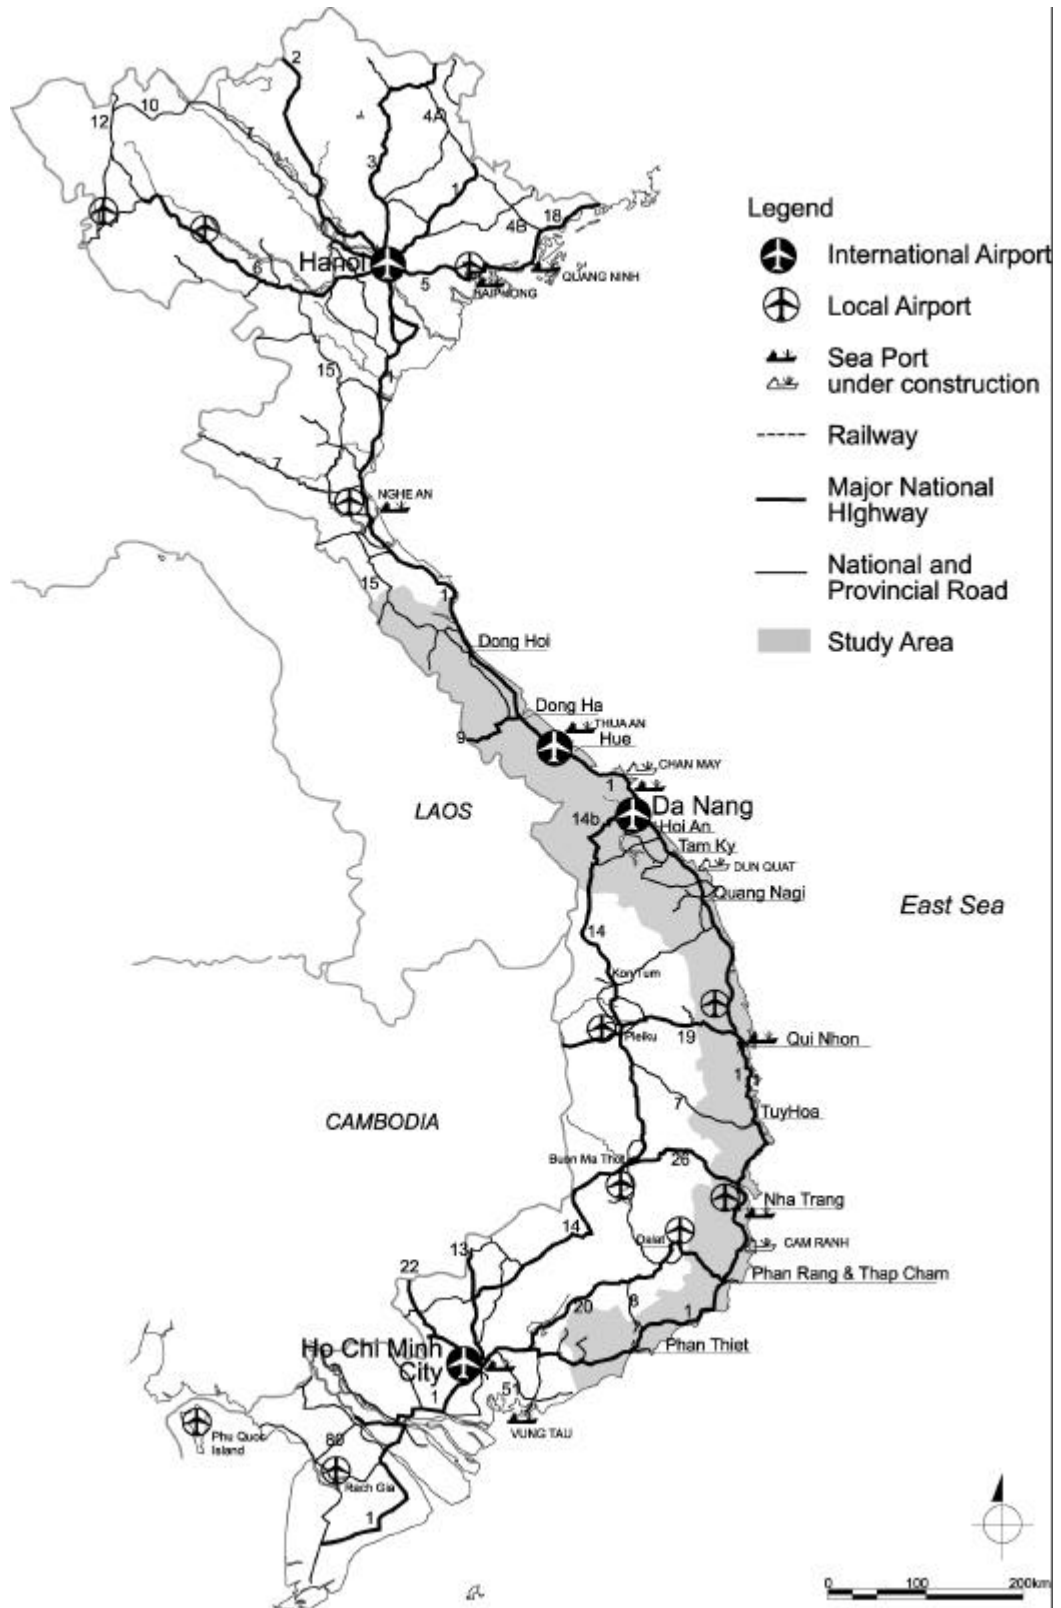 2
10
12
1
4A
3
1
18
4B
Hanoi
6
5
QUANG NINH
HAIPHONG
1
15
7
NGHE AN
15
1
Dong Hoi
Dong Ha
THUA AN
Hue
9
CHAN MAY
1
LAOS
Da Nang
14b
Hoi An
Tam Ky
DUN QUAT
Quang Nagi
East Sea
14
KonTum
Pleiku
19
Qui Nhon
1
7
TuyHoa
CAMBODIA
Buon Ma Thot
26
Nha Trang
14
Dalat
CAM RANH
13
22
Phan Rang & Thap Cham
20
8
1
Ho Chi Minh
City
Phan Thiet
51
1
VUNG TAU
Phu Quoc
Island
80
Rach Gia
1
Legend
International Airport
Local Airport
Sea Port
under construction
Railway
Major National
HIghway
National and
Provincial Road
Study Area
0 100 200km